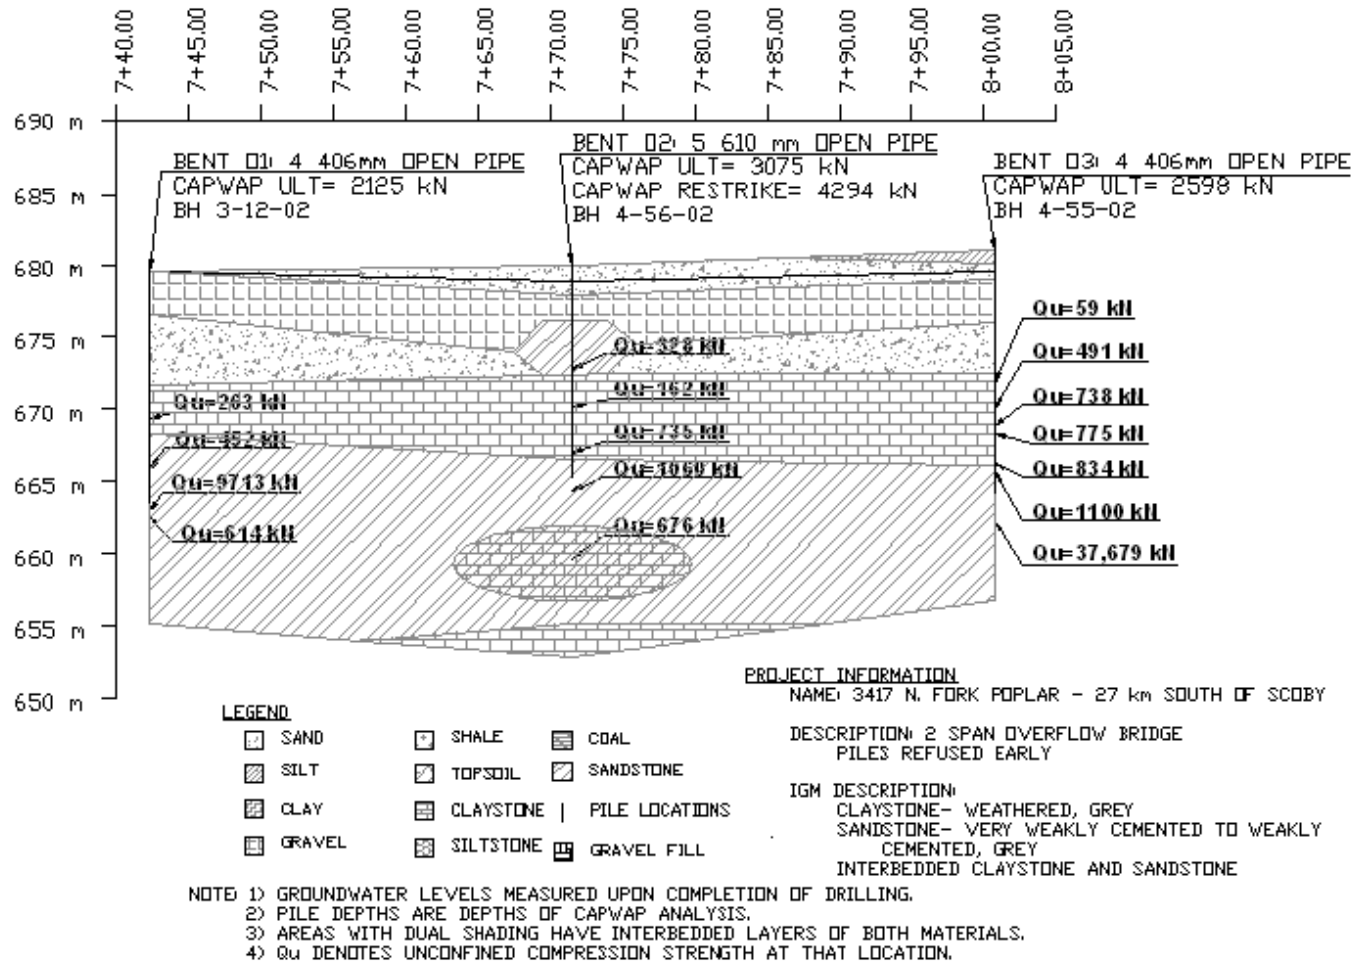 7+40.00
7+45.00
7+50.00
7+55.00
7+60.00
7+65.00
7+70.00
7+75.00
7+80.00
7+85.00
7+90.00
7+95.00
8+00.00
8+05.00
690 m
685 m
680 m
675 m
670 m
665 m
660 m
655 m
650 m
BENT 01: 4 406mm OPEN PIPE
CAPWAP ULT= 2125 kN
BH 3-12-02
BENT 02: 5 610 mm OPEN PIPE
CAPWAP ULT= 3075 kN
CAPWAP RESTRIKE= 4294 kN
BH 4-56-02
BENT 03: 4 406mm OPEN PIPE
CAPWAP ULT= 2598 kN
BH 4-55-02
Qu=263 kN
Qu=452 kN
Qu=9713 kN
Qu=614 kN
Qu=328 kN
Qu=162 kN
Qu=735 kN
Qu=1069 kN
Qu=676 kN
Qu=59 kN
Qu=491 kN
Qu=738 kN
Qu=775 kN
Qu=834 kN
Qu=1100 kN
Qu=37,679 kN
LEGEND
SAND
SILT
CLAY
GRAVEL
SHALE
TOPSOIL
CLAYSTONE
SILTSTONE
COAL
SANDSTONE
PILE LOCATIONS
GRAVEL FILL
PROJECT INFORMATION
NAME: 3417 N. FORK POPLAR - 27 km SOUTH OF SCOBY
DESCRIPTION: 2 SPAN OVERFLOW BRIDGE
PILES REFUSED EARLY
IGM DESCRIPTION:
CLAYSTONE- WEATHERED, GREY
SANDSTONE- VERY WEAKLY CEMENTED TO WEAKLY
CEMENTED, GREY
INTERBEDDED CLAYSTONE AND SANDSTONE
NOTE: 1) GROUNDWATER LEVELS MEASURED UPON COMPLETION OF DRILLING.
2) PILE DEPTHS ARE DEPTHS OF CAPWAP ANALYSIS.
3) AREAS WITH DUAL SHADING HAVE INTERBEDDED LAYERS OF BOTH MATERIALS.
4) Qu DENOTES UNCONFINED COMPRESSION STRENGTH AT THAT LOCATION.